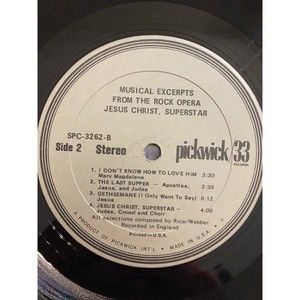 MUSICAL EXCERPTS
FROM THE ROCK OPERA
JESUS CHRIST, SUPERSTAR
SPC-3262-B
Side 2 Stereo
pickwick 33
RECORDS
1. I DON'T KNOW HOW TO LOVE HIM 3:30
Mary Magdalene
2. THE LAST SUPPER – Apostles,
Jesus, and Judas 5:55
3. GETHSEMANE (I Only Want To Say) 6:12
Jesus
4. JESUS CHRIST, SUPERSTAR – 4:09
Judas, Crowd and Choir
All selections composed by Rice/Webber
Recorded in England
Printed in U.S.A.
A PRODUCT OF PICKWICK INT'L. • MADE IN U.S.A.